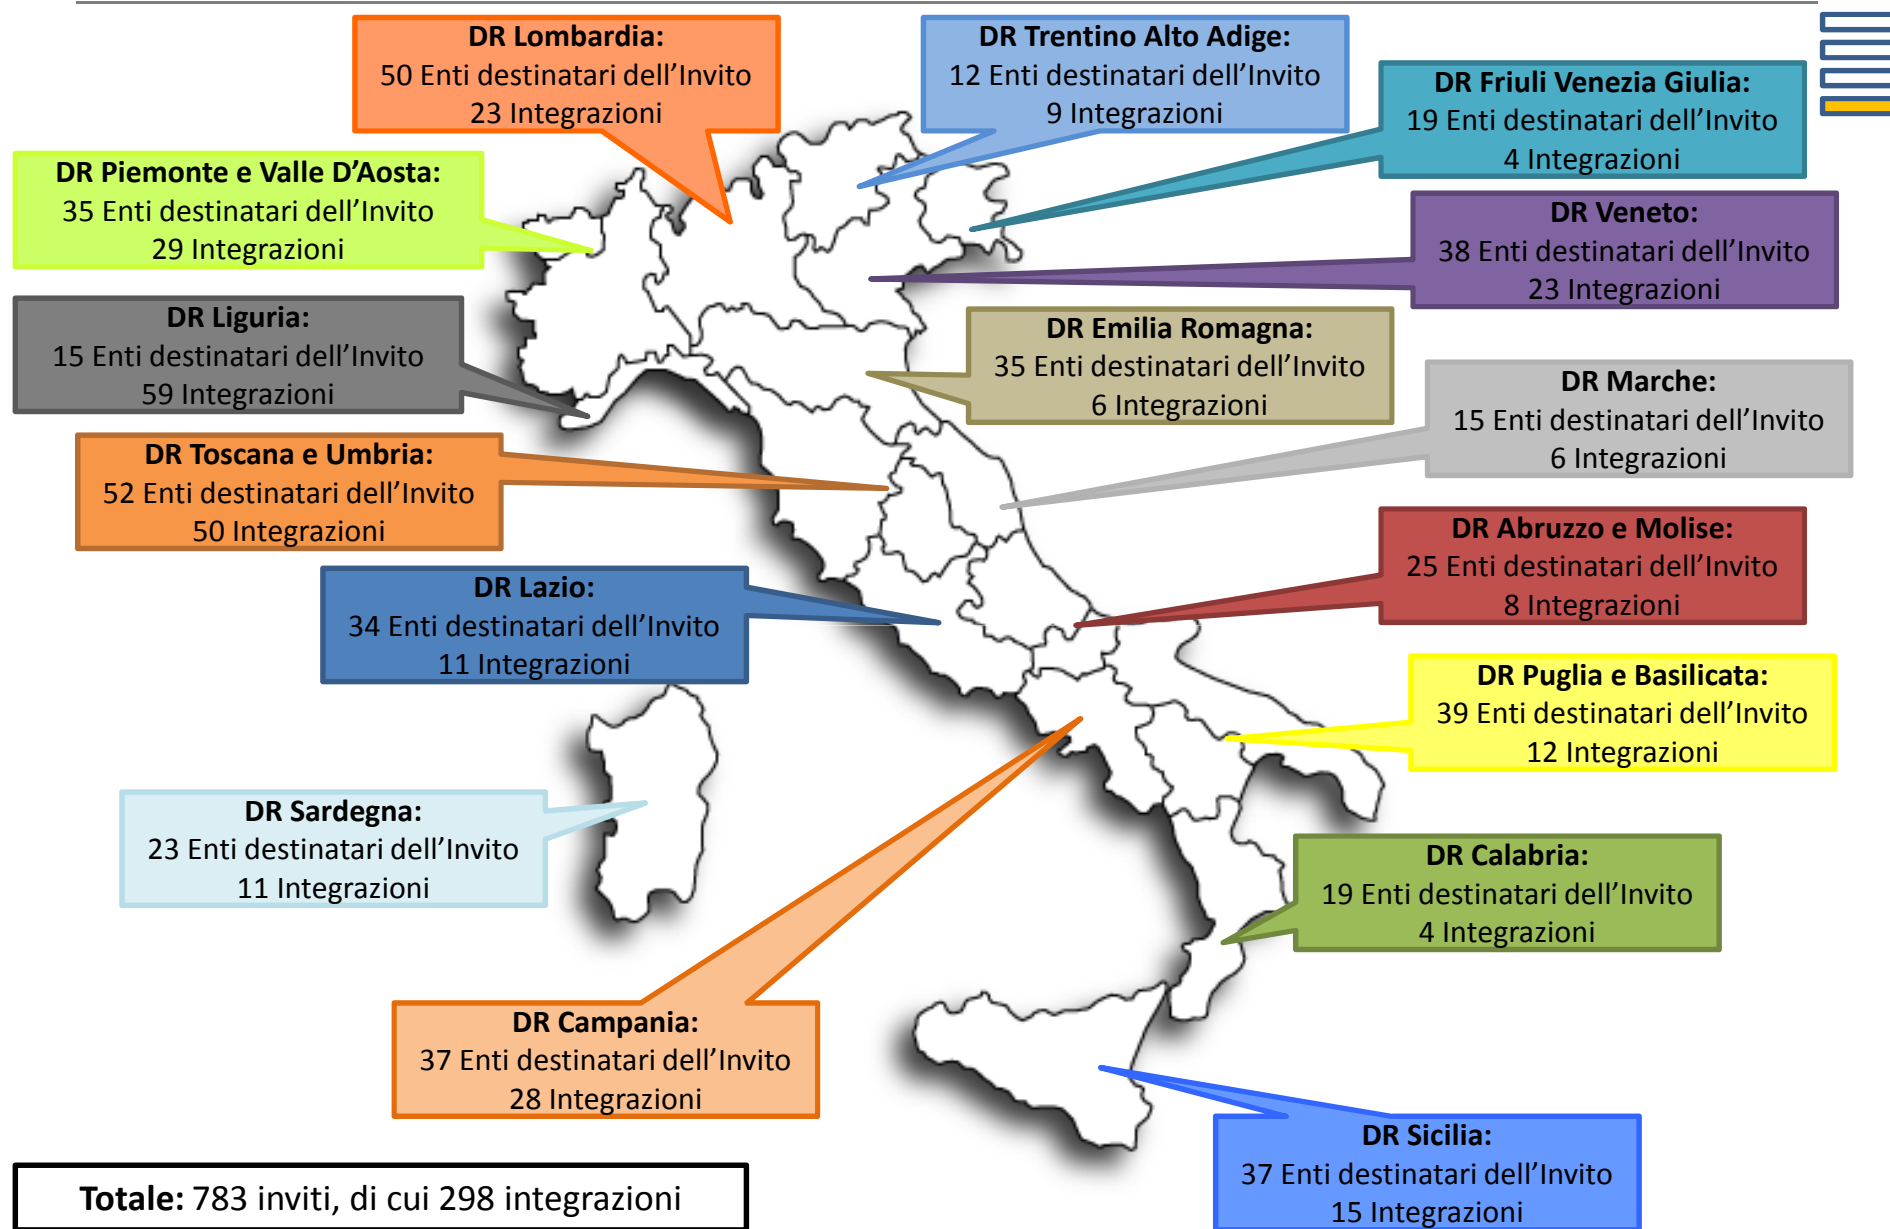 DR Lombardia:
50 Enti destinatari dell’Invito
23 Integrazioni
DR Trentino Alto Adige:
12 Enti destinatari dell’Invito
9 Integrazioni
DR Friuli Venezia Giulia:
19 Enti destinatari dell’Invito
4 Integrazioni
DR Piemonte e Valle D’Aosta:
35 Enti destinatari dell’Invito
29 Integrazioni
DR Veneto:
38 Enti destinatari dell’Invito
23 Integrazioni
DR Liguria:
15 Enti destinatari dell’Invito
59 Integrazioni
DR Emilia Romagna:
35 Enti destinatari dell’Invito
6 Integrazioni
DR Marche:
15 Enti destinatari dell’Invito
6 Integrazioni
DR Toscana e Umbria:
52 Enti destinatari dell’Invito
50 Integrazioni
DR Abruzzo e Molise:
25 Enti destinatari dell’Invito
8 Integrazioni
DR Lazio:
34 Enti destinatari dell’Invito
11 Integrazioni
DR Puglia e Basilicata:
39 Enti destinatari dell’Invito
12 Integrazioni
DR Sardegna:
23 Enti destinatari dell’Invito
11 Integrazioni
DR Calabria:
19 Enti destinatari dell’Invito
4 Integrazioni
DR Campania:
37 Enti destinatari dell’Invito
28 Integrazioni
DR Sicilia:
37 Enti destinatari dell’Invito
15 Integrazioni
Totale: 783 inviti, di cui 298 integrazioni